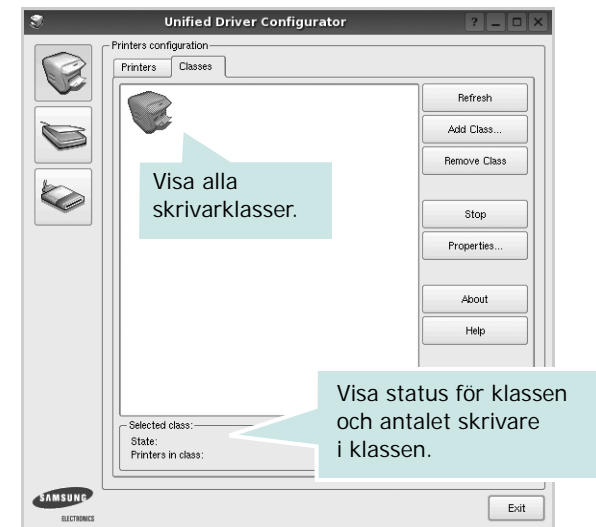 Unified Driver Configurator
Printers configuration
Printers Classes
Refresh
Add Class...
Remove Class
Stop
Properties...
About
Help
Visa alla
skrivarklasser.
Visa status för klassen
och antalet skrivare
i klassen.
Selected class:
State:
Printers in class:
SAMSUNG
ELECTRONICS
Exit